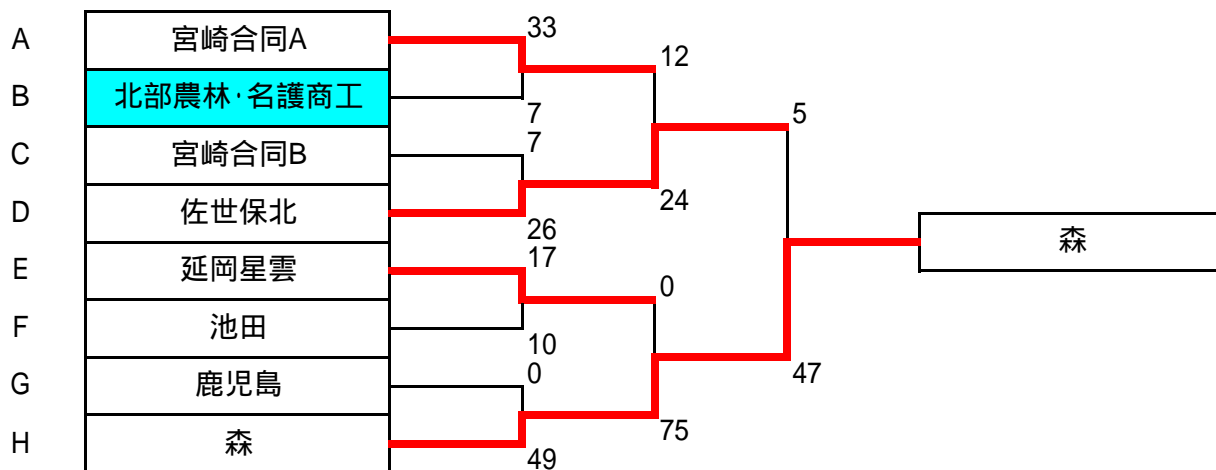 A 宮崎合同A 33
12
B 北部農林･名護商工 7
5
C 宮崎合同B 7
24
D 佐世保北 26
森
E 延岡星雲 17
0
F 池田 10
47
G 鹿児島 0
75
H 森 49